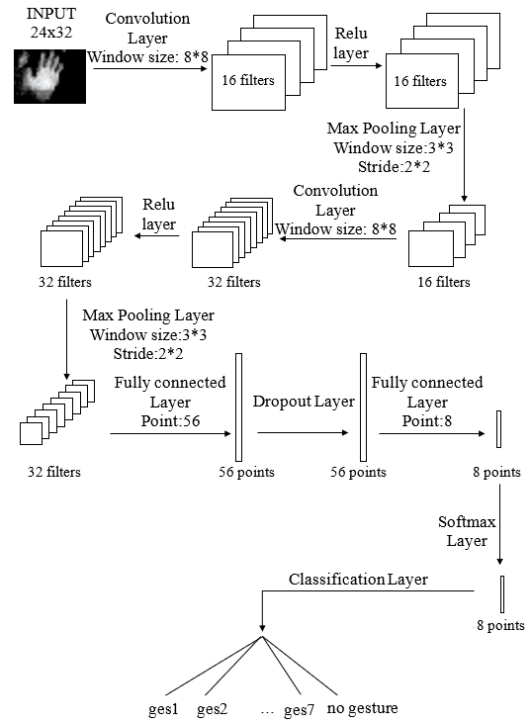 INPUT
24x32
Convolution
Layer
Window size: 8*8
16 filters
Relu
layer
16 filters
Max Pooling Layer
Window size:3*3
Stride:2*2
16 filters
Convolution
Layer
Window size: 8*8
32 filters
Relu
layer
32 filters
Max Pooling Layer
Window size:3*3
Stride:2*2
32 filters
Fully connected
Layer
Point:56
56 points
Dropout Layer
56 points
Fully connected
Layer
Point:8
8 points
Softmax
Layer
8 points
Classification Layer
ges1 ges2 ... ges7 no gesture